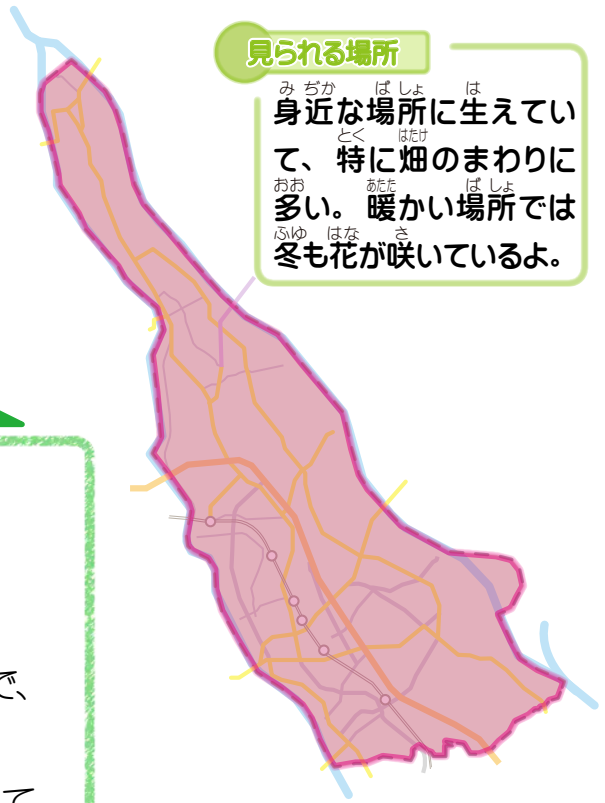 見られる場所
身近な場所に生えてい
て、特に畑のまわりに
多い。暖かい場所では
冬も花が咲いているよ。
で、
て